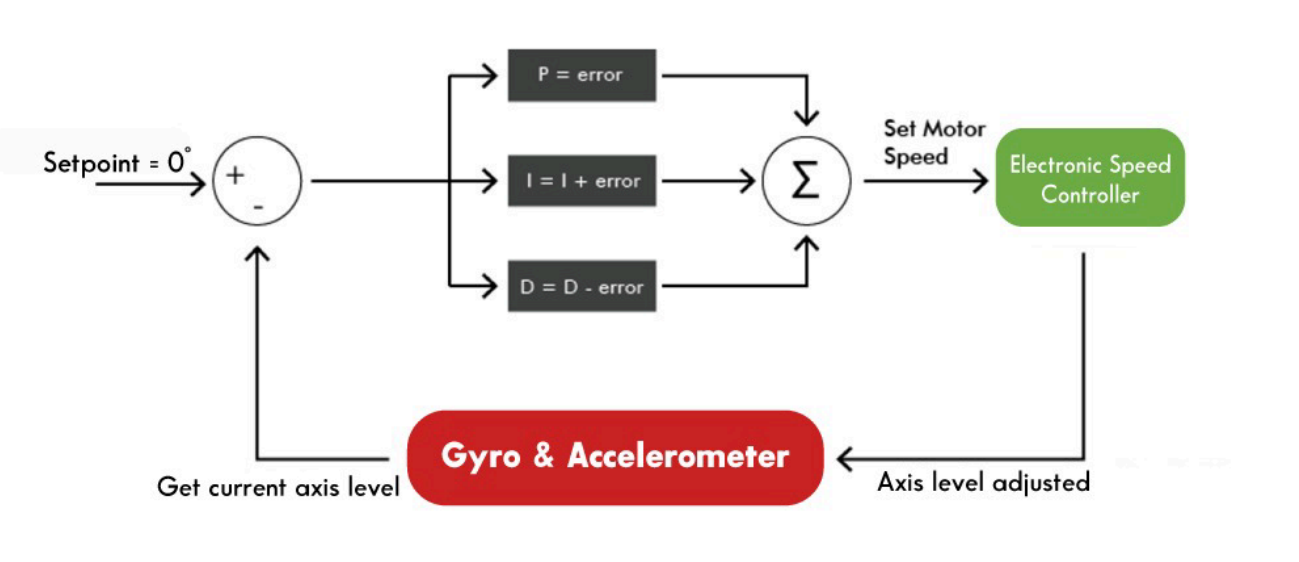 P = error
Set Motor
Speed
Setpoint = 0°
+
-
I = I + error
Σ
Electronic Speed
Controller
D = D - error
Gyro & Accelerometer
Get current axis level
Axis level adjusted